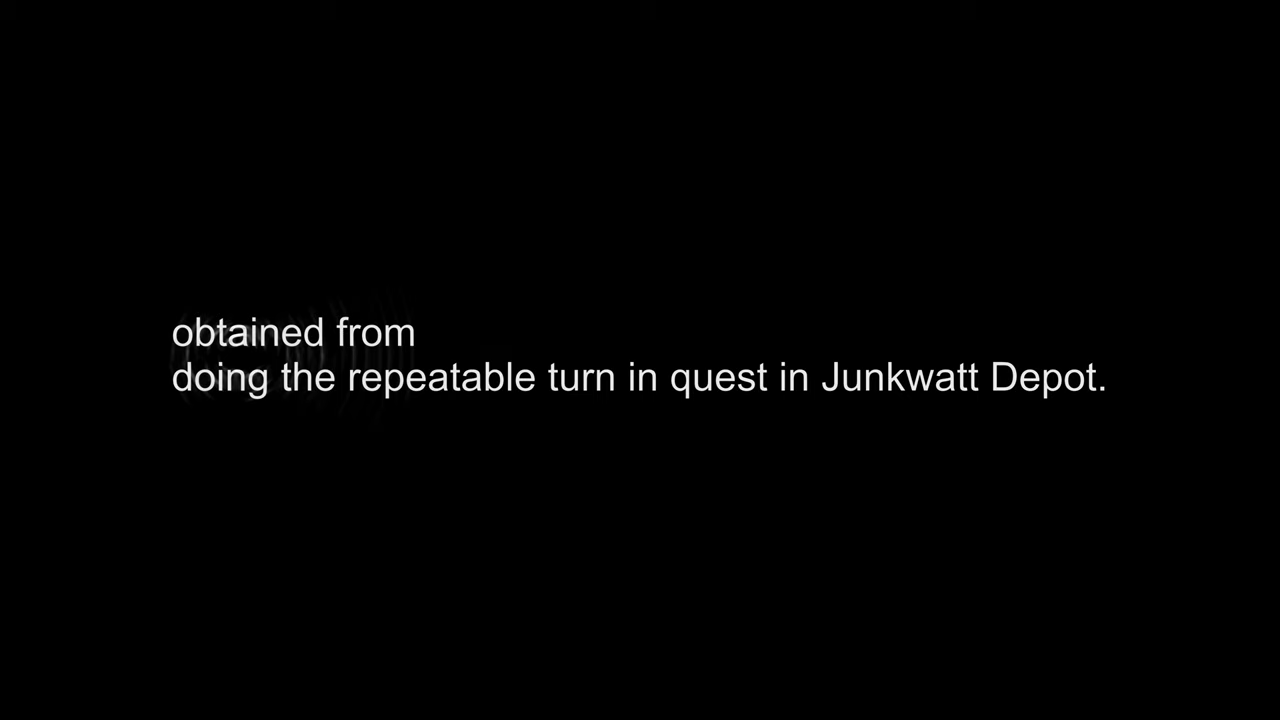 obtained from
doing the repeatable turn in quest in Junkwatt Depot.